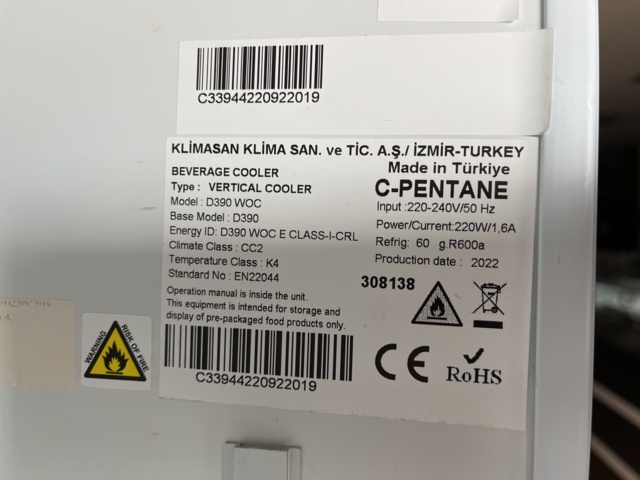 C33944220922019
KLİMASAN KLİMA SAN. ve TİC. A.Ş./ İZMİR-TURKEY
Made in Türkiye
BEVERAGE COOLER
Type : VERTICAL COOLER
C-PENTANE
Model : D390 WOC
Input :220-240V/50 Hz
Base Model : D390
Power/Current:220W/1,6A
Energy ID: D390 WOC E CLASS-I-CRL
Refrig: 60 g.R600a
Climate Class : CC2
Production date : 2022
Temperature Class : K4
Standard No : EN22044
308138
Operation manual is inside the unit.
This equipment is intended for storage and
display of pre-packaged food products only.
WARNING
RISK OF FIRE
C33944220922019
CE
RoHS